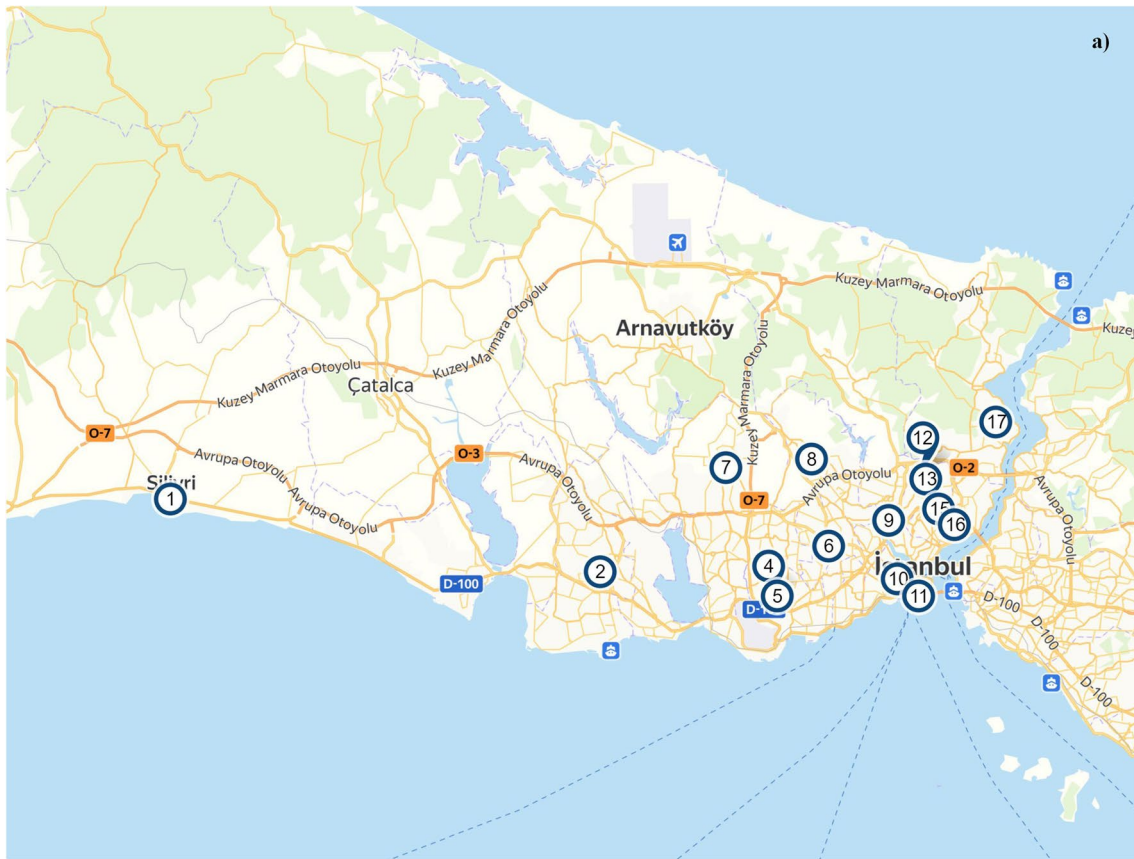 a)
Kuzey Marmara Otoyolu
Arnavutköy
Kuzey
Kuzey Marmara Otoyolu
Kuzey Marmara Otoyolu
Çatalca
Kuzey Marmara Otoyolu
17
O-7
12
O-3
8
7
O-2
Avrupa Otoyolu
Avrupa Otoyolu
Avrupa Otoyolu
13
Avrupa Otoyolu
Silivri
1
O-7
Avrupa Otoyolu
15
9
16
6
4
İstanbul
2
D-100
10
5
11
D-100
D-100
D-100